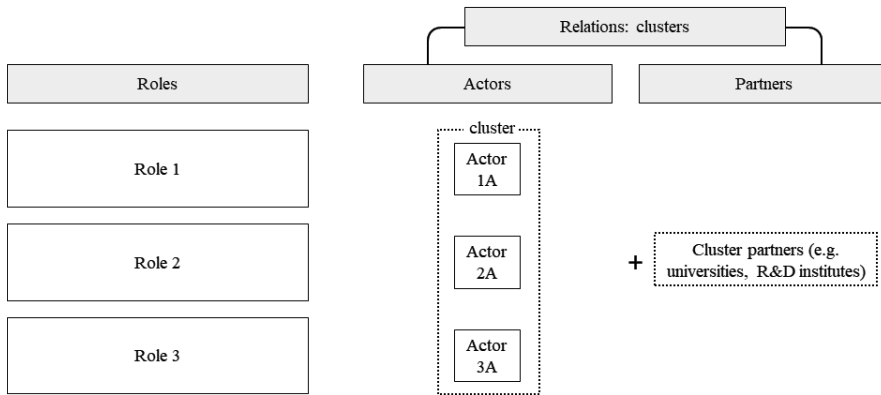 Relations: clusters
Roles
Actors
Partners
cluster
Role 1
Actor
1A
Role 2
Actor
2A
+
Cluster partners (e.g.
universities, R&D institutes)
Role 3
Actor
3A